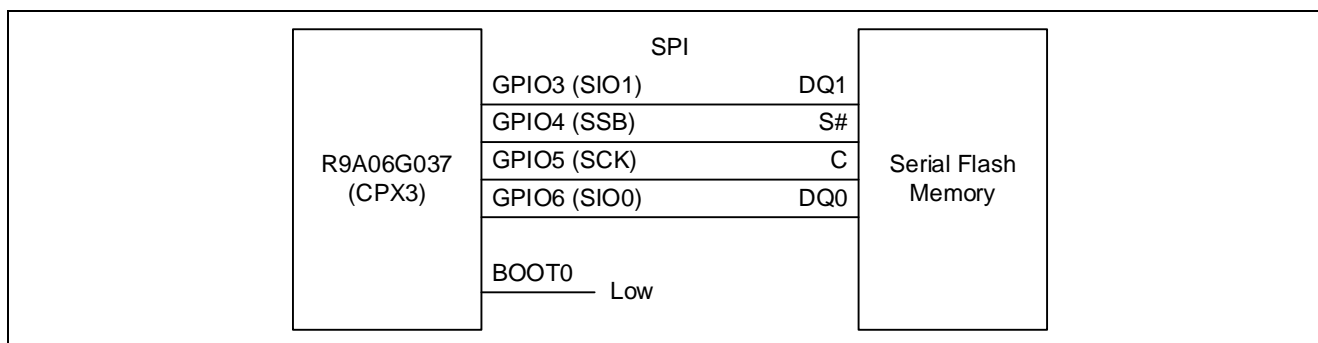 SPI
GPIO3 (SIO1) DQ1
GPIO4 (SSB) S#
R9A06G037
(CPX3)
GPIO5 (SCK) C
Serial Flash
Memory
GPIO6 (SIO0) DQ0
BOOT0
Low